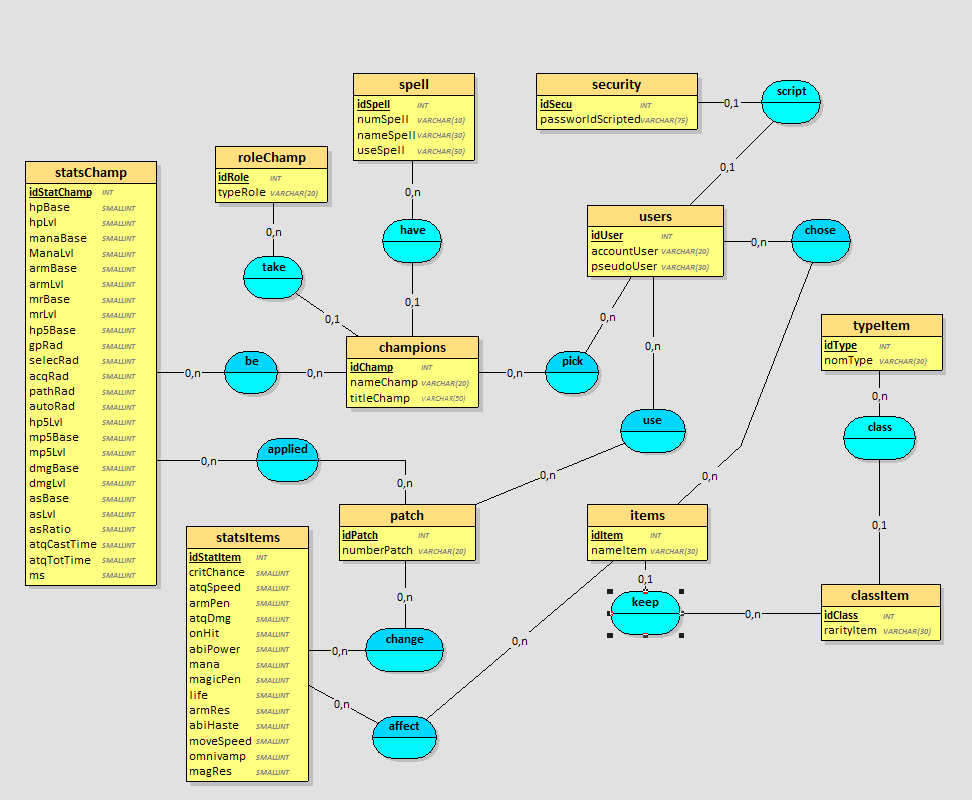 spell
idSpell INT
numSpell VARCHAR(10)
nameSpell VARCHAR(30)
useSpell VARCHAR(50)
security
idSecu INT
passworldScripted VARCHAR(75)
0,1
script
0,1
roleChamp
idRole INT
typeRole VARCHAR(20)
statsChamp
idStatChamp INT
hpBase SMALLINT
hpLvl SMALLINT
manaBase SMALLINT
ManaLvl SMALLINT
armBase SMALLINT
armLvl SMALLINT
mrBase SMALLINT
mrLvl SMALLINT
hp5Base SMALLINT
gpRad SMALLINT
selecRad SMALLINT
acqRad SMALLINT
pathRad SMALLINT
autoRad SMALLINT
hp5Lvl SMALLINT
mp5Base SMALLINT
mp5Lvl SMALLINT
dmgBase SMALLINT
dmgLvl SMALLINT
asBase SMALLINT
asLvl SMALLINT
asRatio SMALLINT
atqCastTime SMALLINT
atqTotTime SMALLINT
ms SMALLINT
0,n
have
0,1
0,n
take
0,1
users
idUser INT
accountUser VARCHAR(20)
pseudoUser VARCHAR(30)
0,n
chose
0,n
champions
idChamp INT
nameChamp VARCHAR(20)
titleChamp VARCHAR(50)
0,n
be
0,n
0,n
pick
0,n
0,n
use
0,n
typeItem
idType INT
nomType VARCHAR(30)
0,n
class
0,1
0,n
applied
0,n
patch
idPatch INT
numberPatch VARCHAR(20)
items
idItem INT
nameItem VARCHAR(30)
0,1
keep
0,n
classItem
idClass INT
rarityItem VARCHAR(30)
statsItems
idStatItem INT
critChance SMALLINT
atqSpeed SMALLINT
armPen SMALLINT
atqDmg SMALLINT
onHit SMALLINT
abiPower SMALLINT
mana SMALLINT
magicPen SMALLINT
life SMALLINT
armRes SMALLINT
abiHaste SMALLINT
moveSpeed SMALLINT
omnivamp SMALLINT
magRes SMALLINT
0,n
change
0,n
0,n
affect
0,n